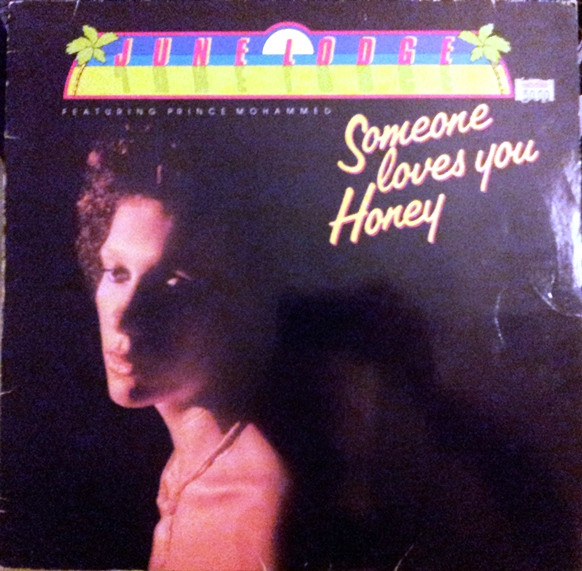 JUNE LODGE
FEATURING PRINCE MOHAMMED
Someone
loves you
Honey